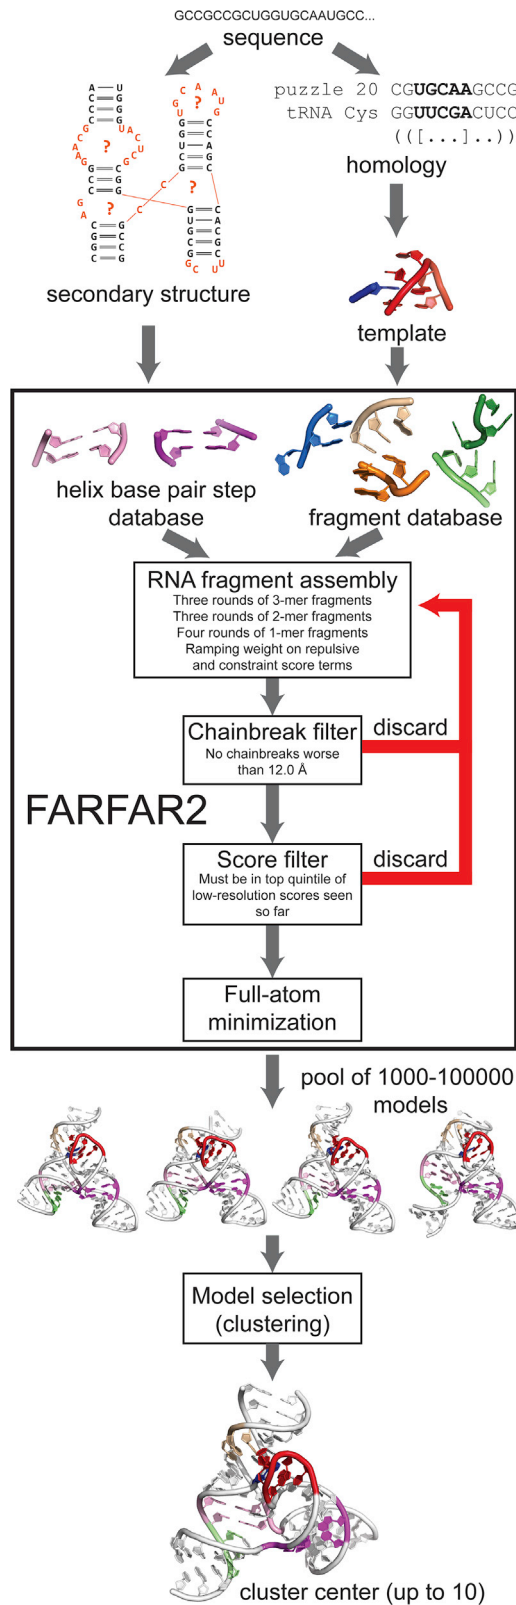 GCCGCCGCUGGUGCAAUGCC...
sequence
puzzle 20 CGUGCAAGCCG
tRNA Cys GGUUCGACUCC
(([...]..))
homology
secondary structure
template
helix base pair step
database
fragment database
RNA fragment assembly
Three rounds of 3-mer fragments
Three rounds of 2-mer fragments
Four rounds of 1-mer fragments
Ramping weight on repulsive
and constraint score terms
Chainbreak filter
No chainbreaks worse
than 12.0 Å
discard
FARFAR2
Score filter
Must be in top quintile of
low-resolution scores seen
so far
discard
Full-atom
minimization
pool of 1000-100000
models
Model selection
(clustering)
cluster center (up to 10)